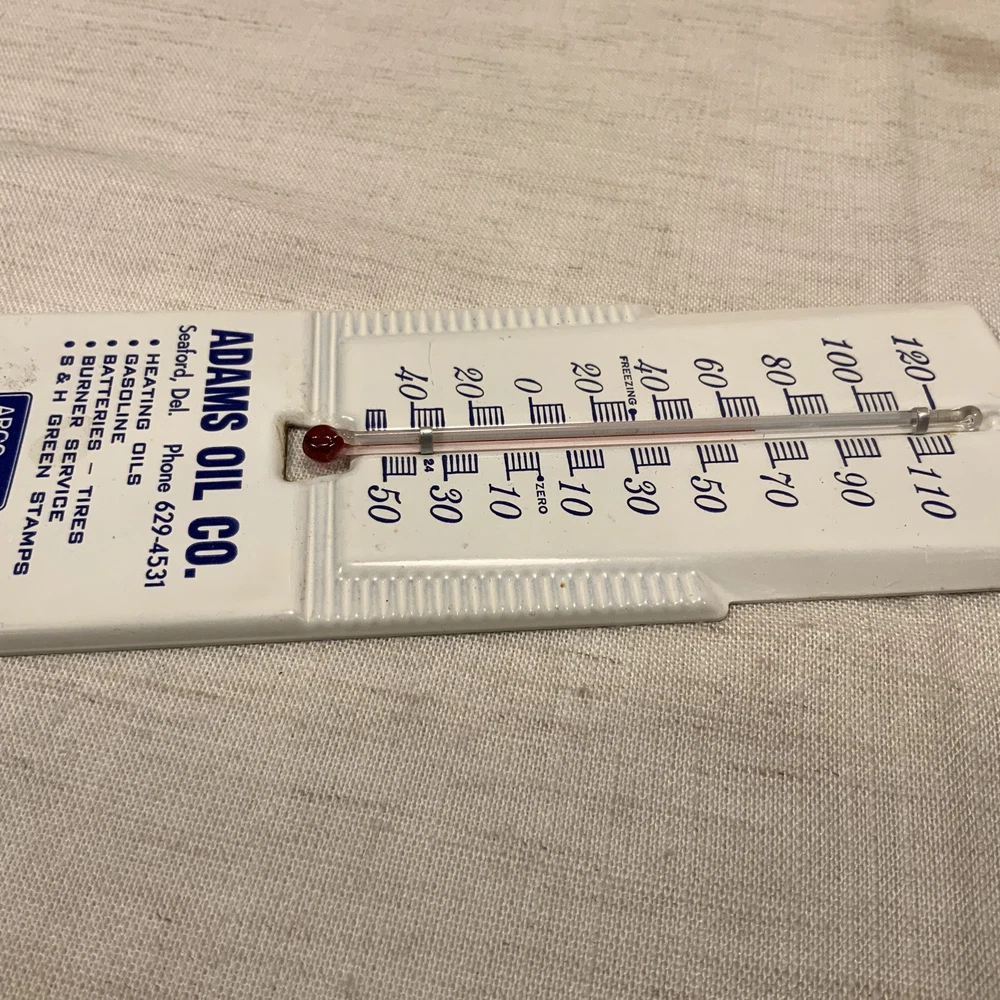 120
100
80
60
40
FREEZING
20
0
20
40
110
90
70
50
30
10
ZERO
10
30
50
24
ADAMS OIL CO.
Seaford, Del. Phone 629-4531
• HEATING OILS
• GASOLINE
• BATTERIES – TIRES
• BURNER SERVICE
• S & H GREEN STAMPS